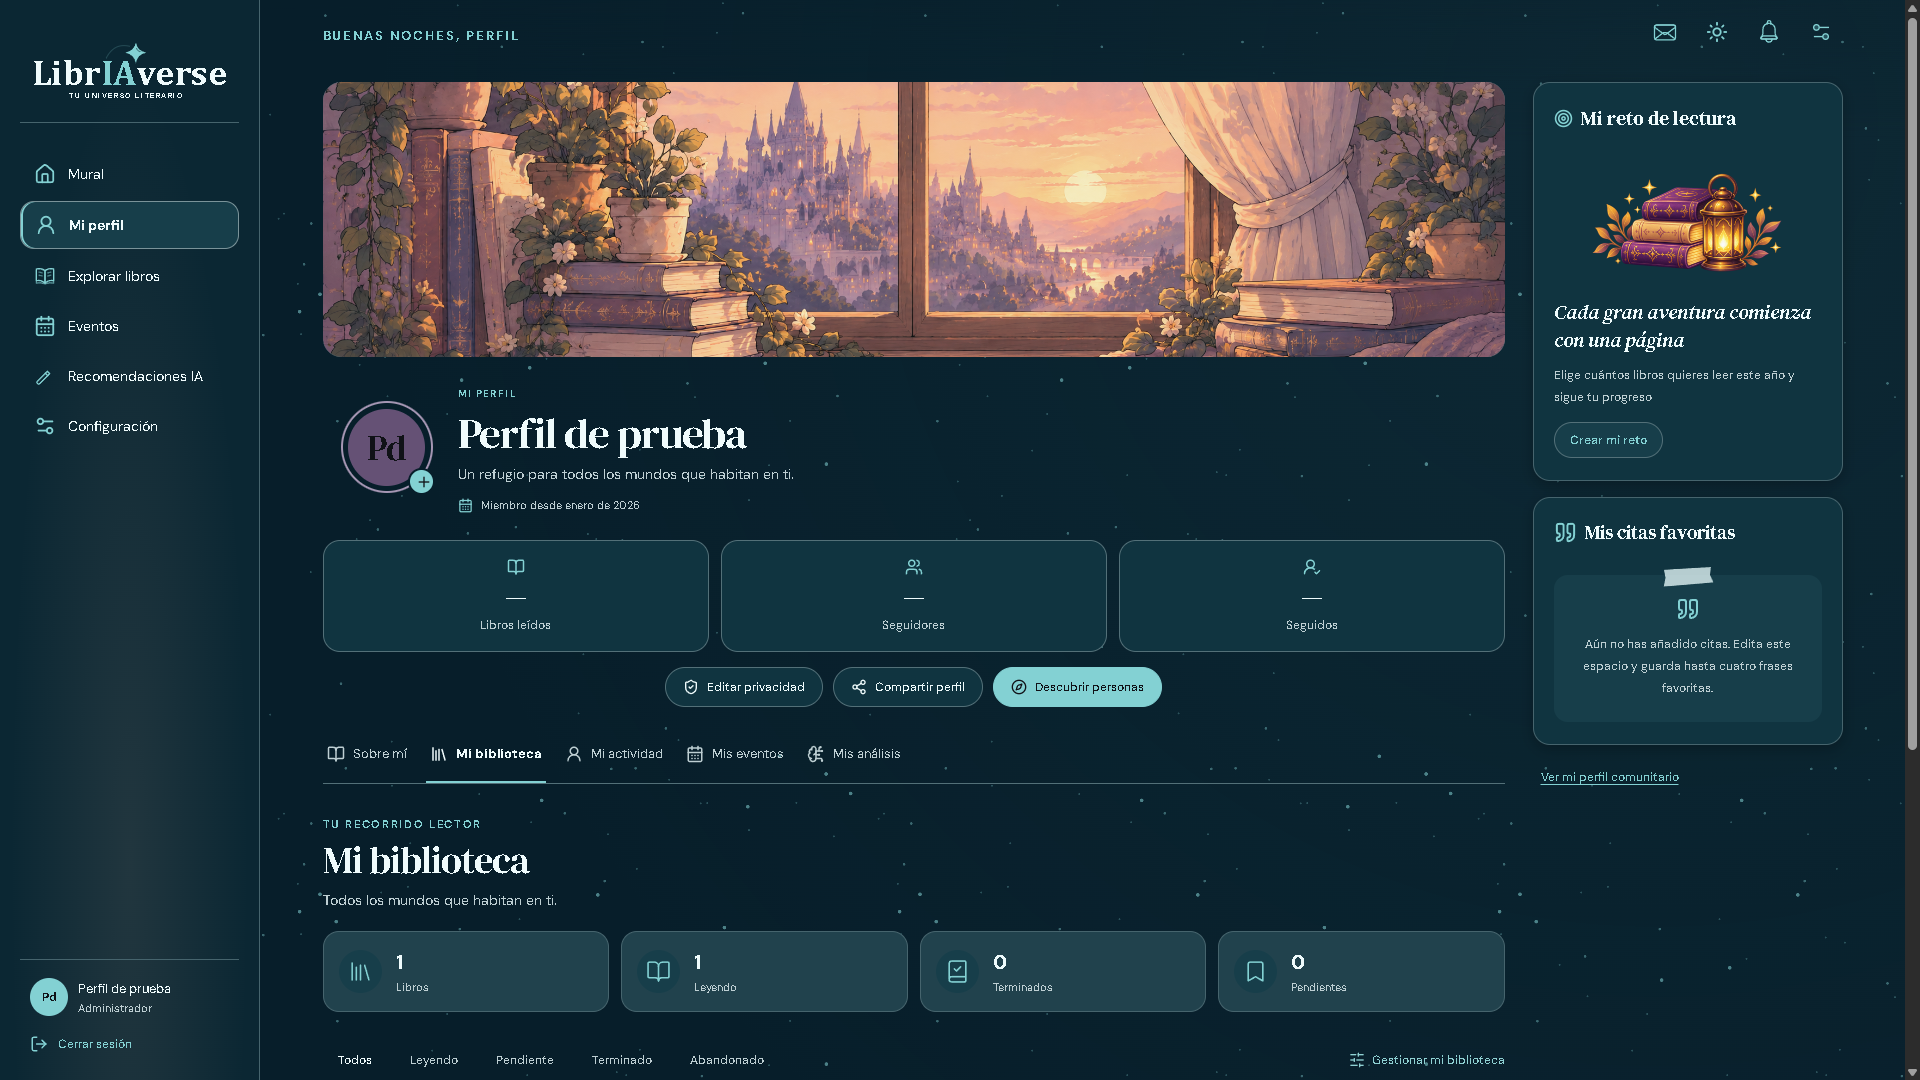 LibrIAverse
TU UNIVERSO LITERARIO
Mural
Mi perfil
Explorar libros
Eventos
Recomendaciones IA
Configuración
Pd
Perfil de prueba
Administrador
Cerrar sesión
BUENAS NOCHES, PERFIL
MI PERFIL
Pd
Perfil de prueba
Un refugio para todos los mundos que habitan en ti.
Miembro desde enero de 2026
—
Libros leídos
—
Seguidores
—
Seguidos
Editar privacidad
Compartir perfil
Descubrir personas
Sobre mí
Mi biblioteca
Mi actividad
Mis eventos
Mis análisis
TU RECORRIDO LECTOR
Mi biblioteca
Todos los mundos que habitan en ti.
1
Libros
1
Leyendo
0
Terminados
0
Pendientes
Todos
Leyendo
Pendiente
Terminado
Abandonado
Gestionar mi biblioteca
Mi reto de lectura
Cada gran aventura comienza
con una página
Elige cuántos libros quieres leer este año y
sigue tu progreso
Crear mi reto
Mis citas favoritas
Aún no has añadido citas. Edita este
espacio y guarda hasta cuatro frases
favoritas.
Ver mi perfil comunitario